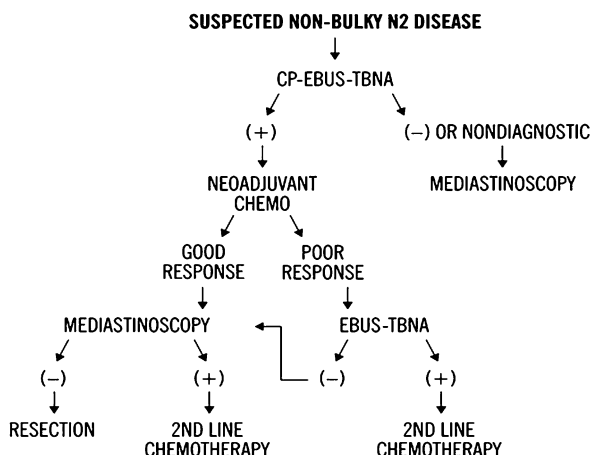 SUSPECTED NON-BULKY N2 DISEASE
CP-EBUS-TBNA
(+)
(−) OR NONDIAGNOSTIC
NEOADJUVANT
CHEMO
MEDIASTINOSCOPY
GOOD
RESPONSE
POOR
RESPONSE
MEDIASTINOSCOPY
EBUS-TBNA
(−)
(+)
(−)
(+)
RESECTION
2ND LINE
CHEMOTHERAPY
2ND LINE
CHEMOTHERAPY